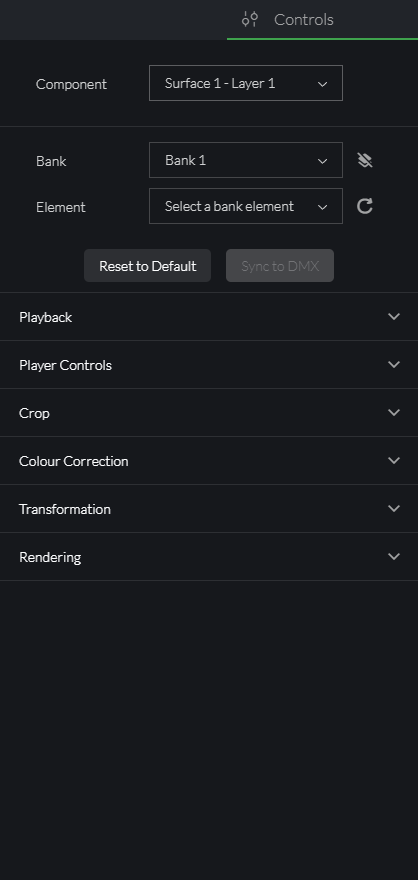 Controls
Component
Surface 1 - Layer 1
Bank
Bank 1
Element
Select a bank element
Reset to Default
Sync to DMX
Playback
Player Controls
Crop
Colour Correction
Transformation
Rendering